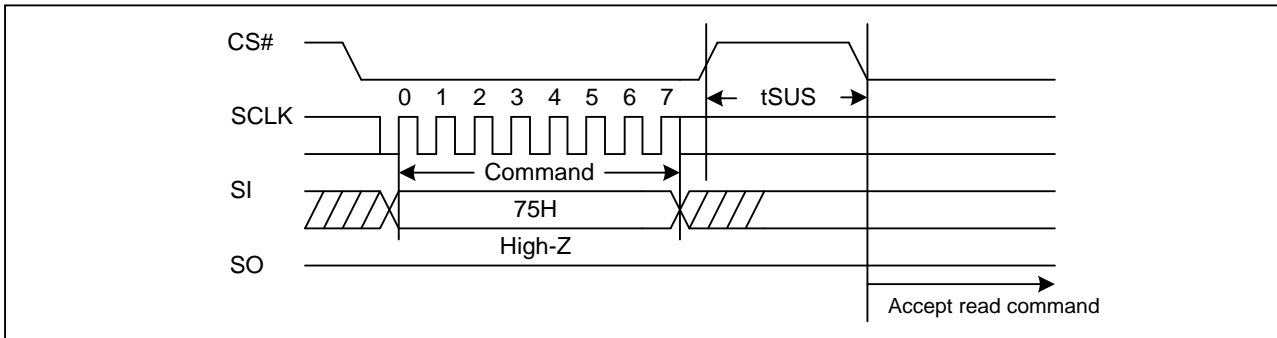 CS#
tSUS
0 1 2 3 4 5 6 7
SCLK
Command
SI
75H
High-Z
SO
Accept read command